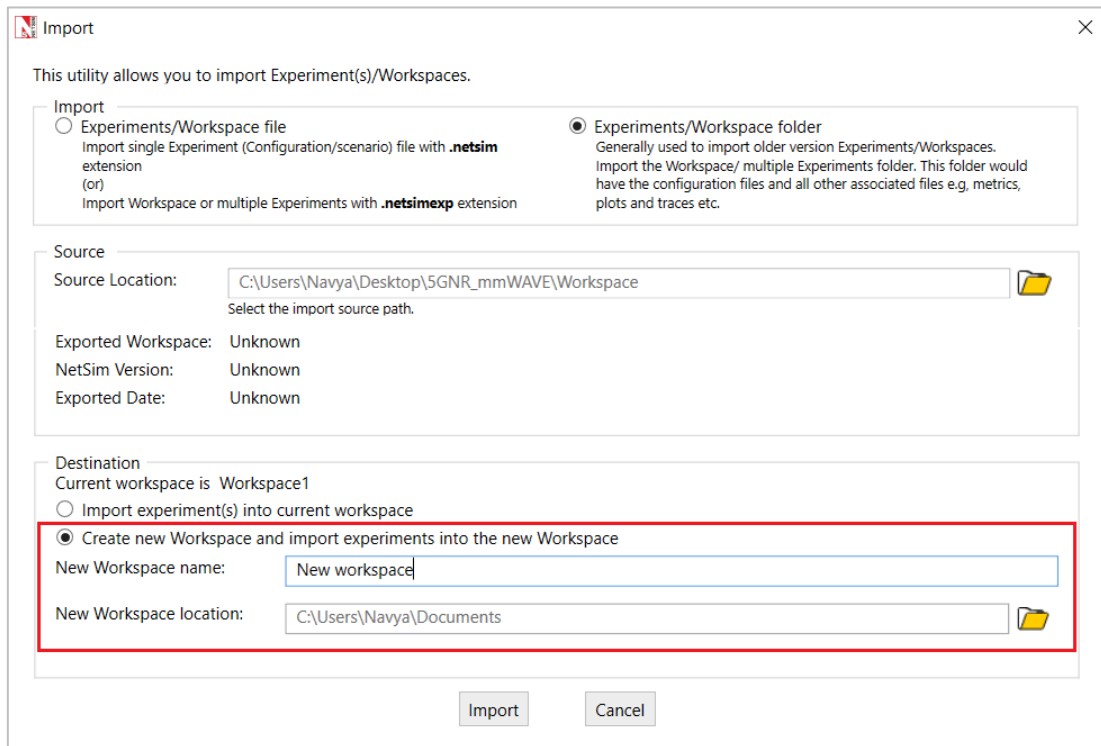 Import
This utility allows you to import Experiment(s)/Workspaces.
Import
Experiments/Workspace file
Import single Experiment (Configuration/scenario) file with .netsim
extension
(or)
Import Workspace or multiple Experiments with .netsimexp extension
Experiments/Workspace folder
Generally used to import older version Experiments/Workspaces.
Import the Workspace/ multiple Experiments folder. This folder would
have the configuration files and all other associated files e.g, metrics,
plots and traces etc.
Source
Source Location: C:\Users\Navya\Desktop\5GNR_mmWAVE\Workspace
Select the import source path.
Exported Workspace: Unknown
NetSim Version: Unknown
Exported Date: Unknown
Destination
Current workspace is Workspace1
Import experiment(s) into current workspace
Create new Workspace and import experiments into the new Workspace
New Workspace name: New workspace
New Workspace location: C:\Users\Navya\Documents
Import Cancel